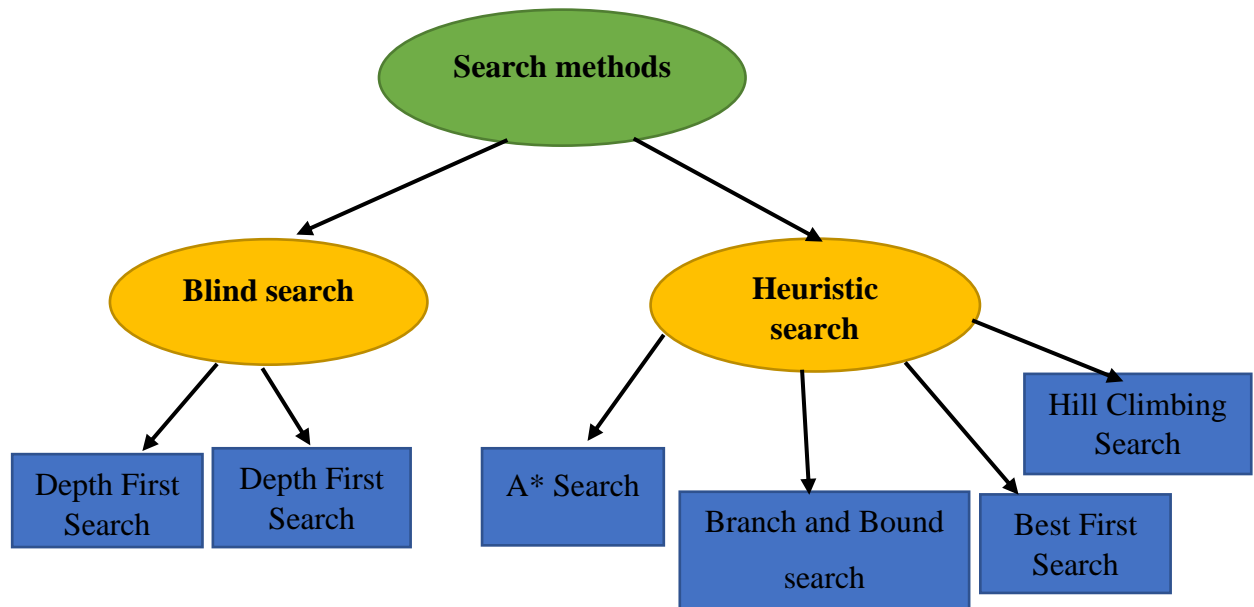 Search methods
Blind search
Heuristic
search
Depth First
Search
Depth First
Search
A* Search
Branch and Bound
search
Best First
Search
Hill Climbing
Search